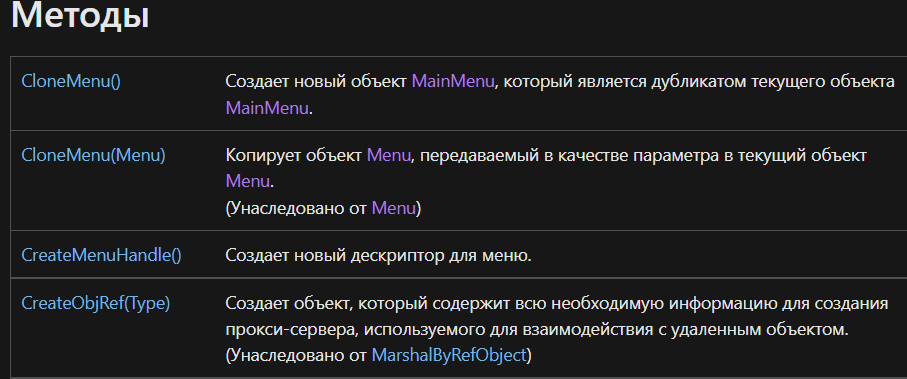 Методы
CloneMenu()
Создает новый объект MainMenu, который является дубликатом текущего объекта
MainMenu.
CloneMenu(Menu)
Копирует объект Menu, передаваемый в качестве параметра в текущий объект
Menu.
(Унаследовано от Menu)
CreateMenuHandle()
Создает новый дескриптор для меню.
CreateObjRef(Type)
Создает объект, который содержит всю необходимую информацию для создания
прокси-сервера, используемого для взаимодействия с удаленным объектом.
(Унаследовано от MarshalByRefObject)